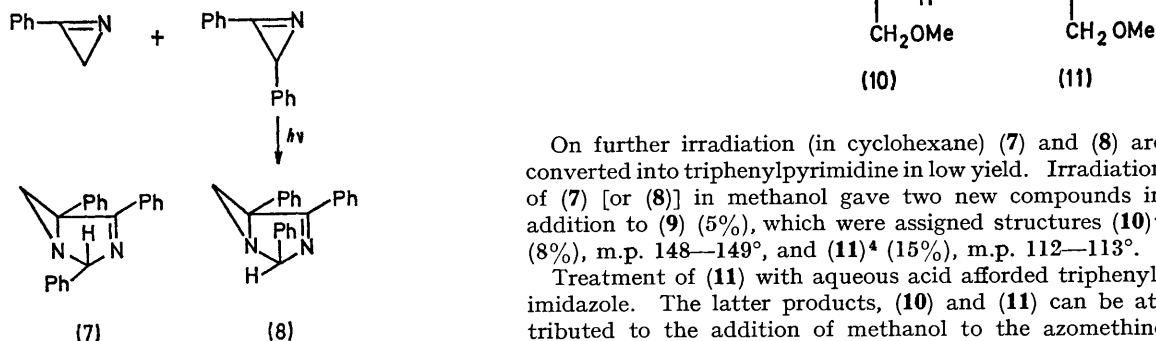 Ph N + Ph N
Ph
hν
Ph Ph Ph Ph
H Ph
N N N N
Ph H
(7) (8)
CH2OMe CH2OMe
(10) (11)
On further irradiation (in cyclohexane) (7) and (8) are
converted into triphenylpyrimidine in low yield. Irradiation
of (7) [or (8)] in methanol gave two new compounds in
addition to (9) (5%), which were assigned structures (10)
(8%), m.p. 148—149°, and (11)⁴ (15%), m.p. 112—113°.
Treatment of (11) with aqueous acid afforded triphenyl
imidazole. The latter products, (10) and (11) can be at
tributed to the addition of methanol to the azomethine